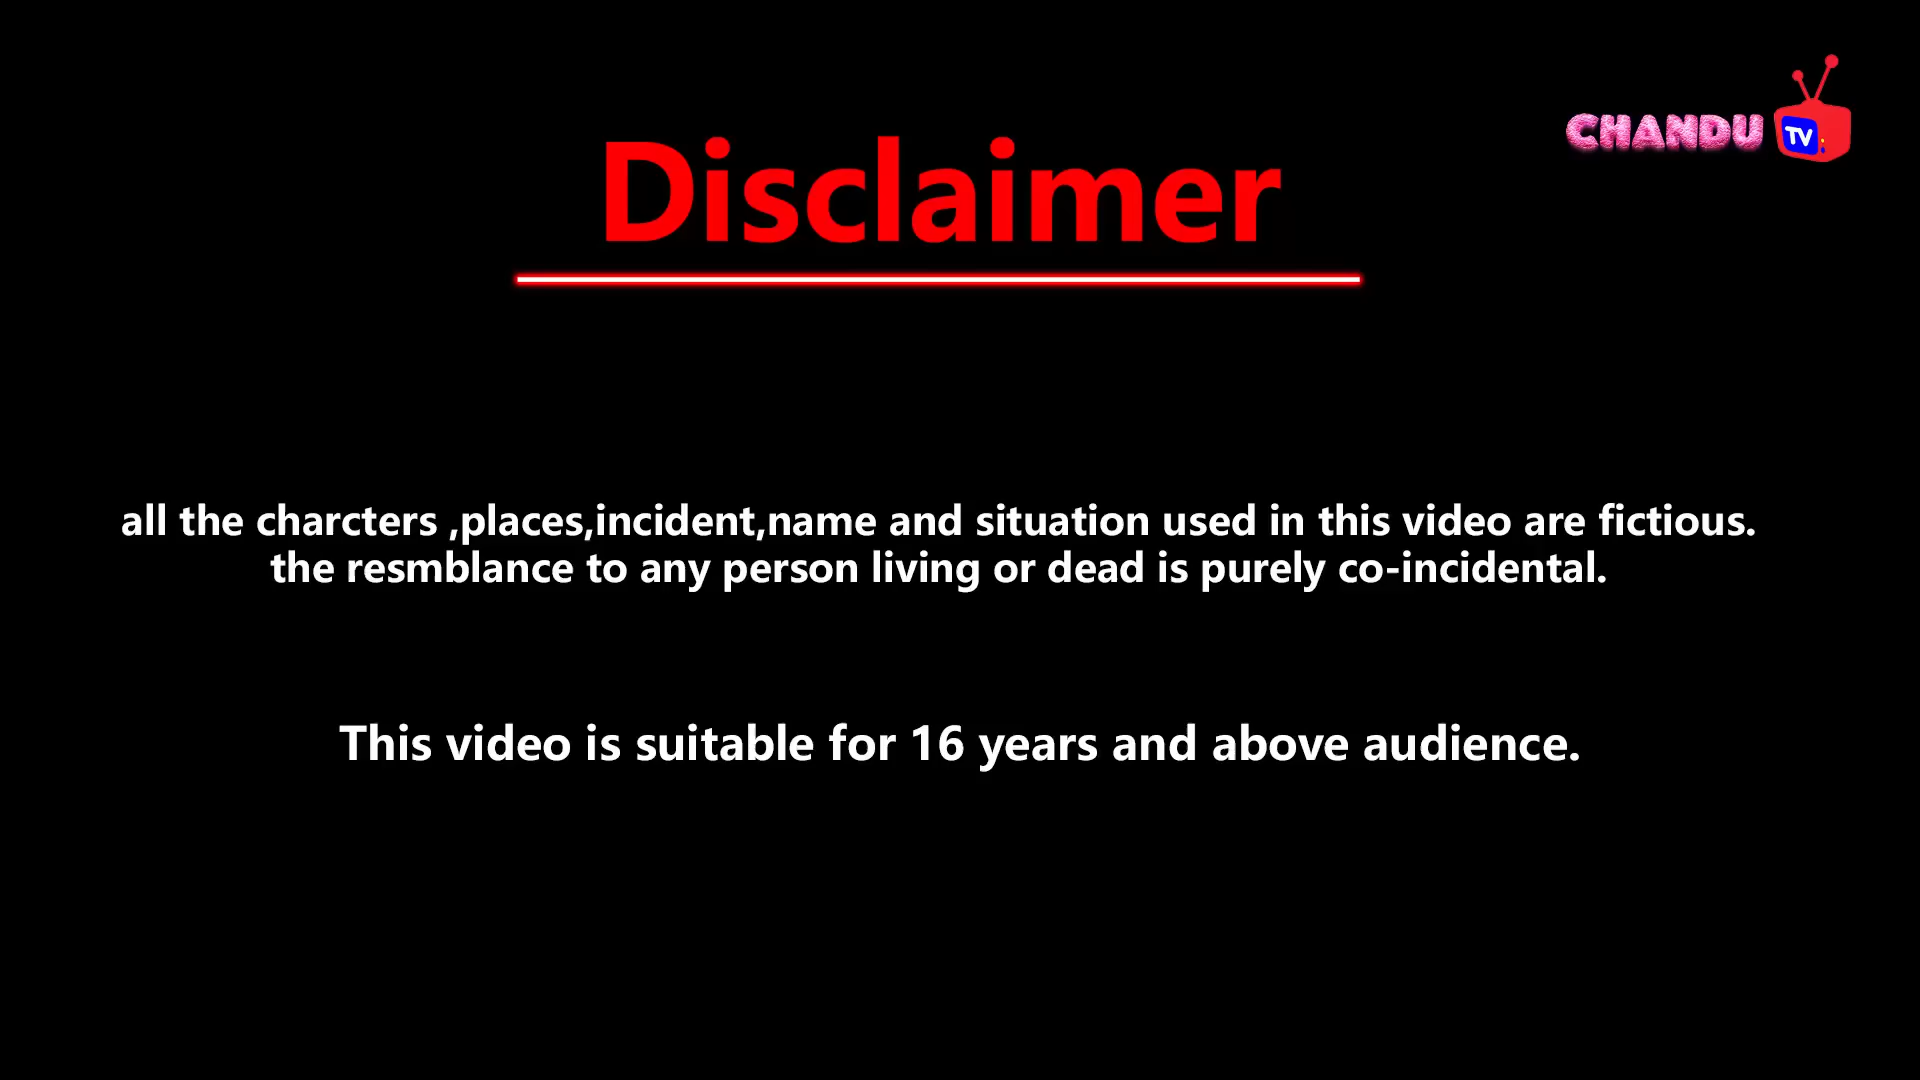 CHANDU TV
Disclaimer
all the charcters ,places,incident,name and situation used in this video are fictious.
the resmblance to any person living or dead is purely co-incidental.
This video is suitable for 16 years and above audience.